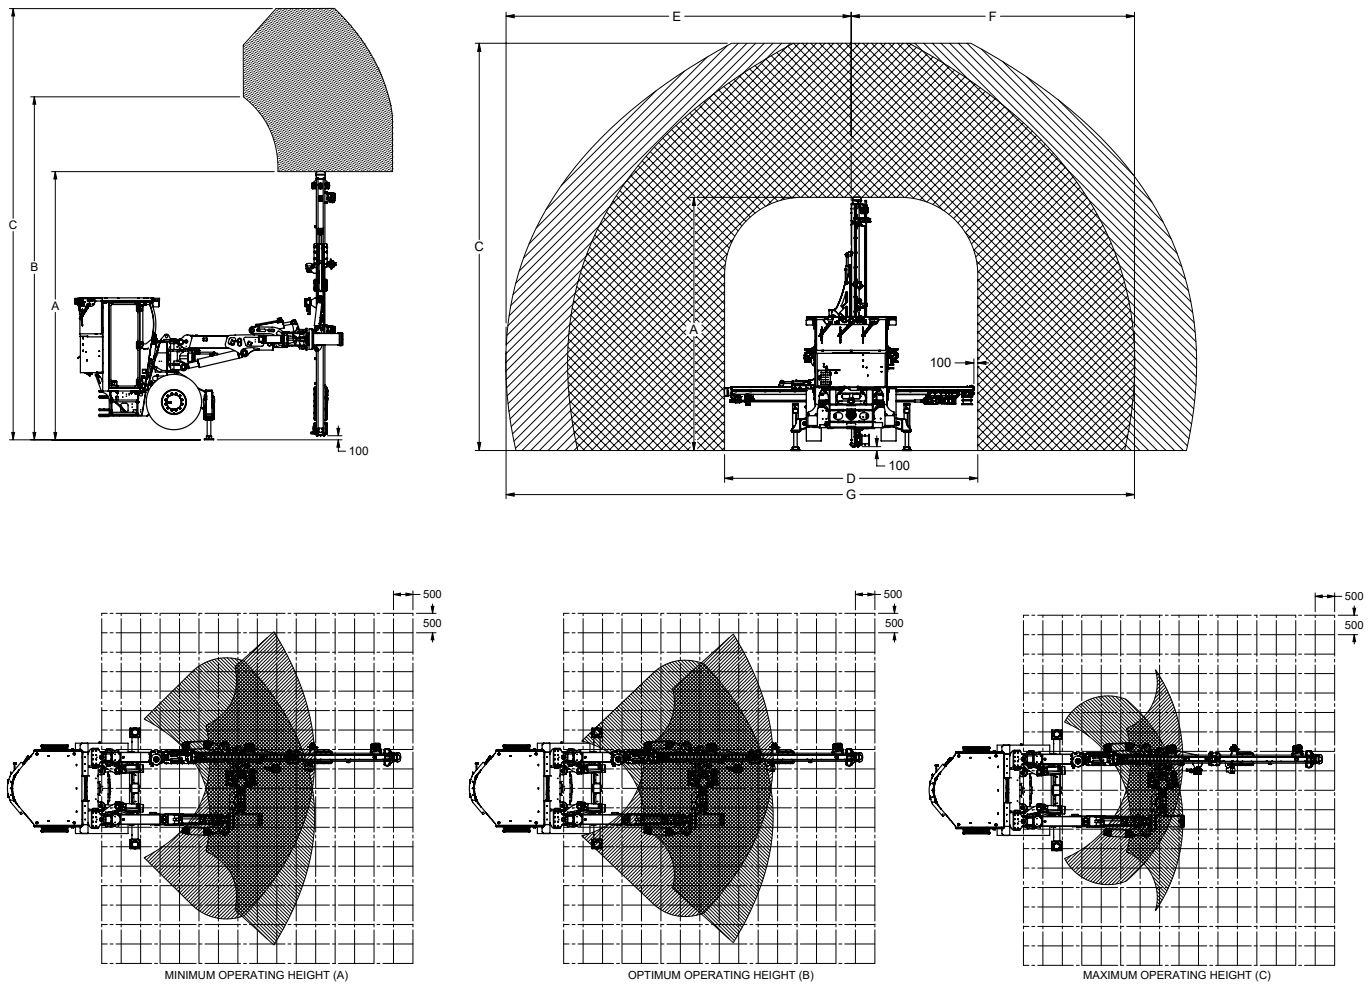 C
B
A
100
E
F
C
A
100
100
D
G
500
500
MINIMUM OPERATING HEIGHT (A)
500
500
OPTIMUM OPERATING HEIGHT (B)
500
500
MAXIMUM OPERATING HEIGHT (C)